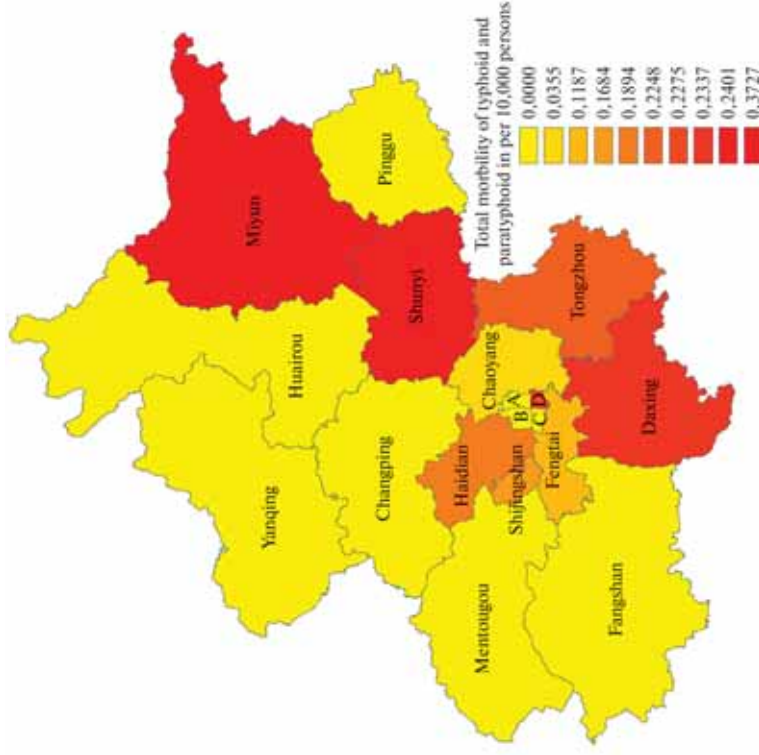 Yanqing
Huairou
Miyun
Changping
Pinggu
Shunyi
Haidian
Chaoyang
Mentougou
Shijingshan
B A
C D
Fengtai
Tongzhou
Fangshan
Daxing
Total morbility of typhoid and
paratyphoid in per 10,000 persons
0,0000
0,0355
0,1187
0,1684
0,1894
0,2248
0,2275
0,2337
0,2401
0,3727